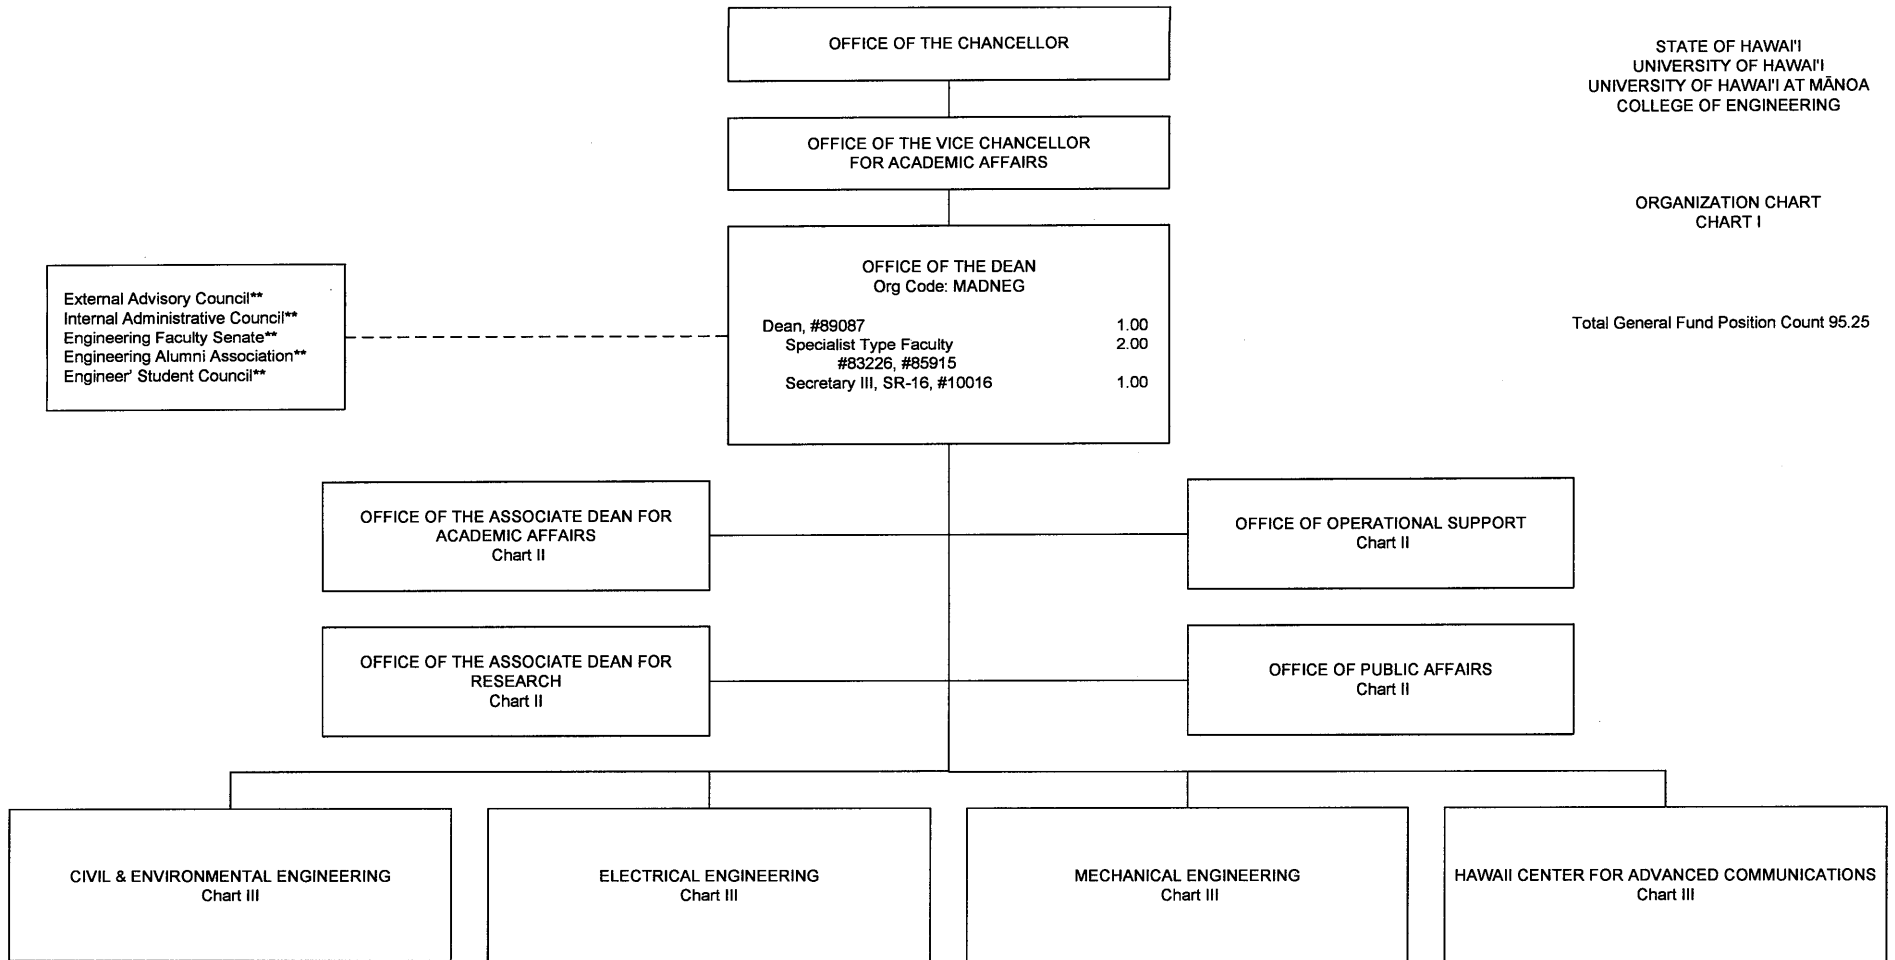 OFFICE OF THE CHANCELLOR
STATE OF HAWAI'I
UNIVERSITY OF HAWAI'I
UNIVERSITY OF HAWAI'I AT MĀNOA
COLLEGE OF ENGINEERING
OFFICE OF THE VICE CHANCELLOR
FOR ACADEMIC AFFAIRS
ORGANIZATION CHART
CHART I
External Advisory Council**
Internal Administrative Council**
Engineering Faculty Senate**
Engineering Alumni Association**
Engineer' Student Council**
OFFICE OF THE DEAN
Org Code: MADNEG
Dean, #89087 1.00
Specialist Type Faculty 2.00
#83226, #85915
Secretary III, SR-16, #10016 1.00
Total General Fund Position Count 95.25
OFFICE OF THE ASSOCIATE DEAN FOR
ACADEMIC AFFAIRS
Chart II
OFFICE OF OPERATIONAL SUPPORT
Chart II
OFFICE OF THE ASSOCIATE DEAN FOR
RESEARCH
Chart II
OFFICE OF PUBLIC AFFAIRS
Chart II
CIVIL & ENVIRONMENTAL ENGINEERING
Chart III
ELECTRICAL ENGINEERING
Chart III
MECHANICAL ENGINEERING
Chart III
HAWAII CENTER FOR ADVANCED COMMUNICATIONS
Chart III